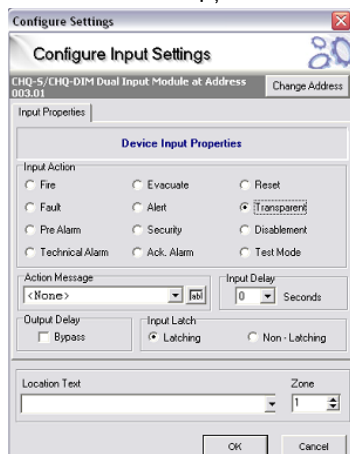 Configure Settings
Configure Input Settings
CHQ-S/CHQ-DIM Dual Input Module at Address
003.01
Change Address
Input Properties
Device Input Properties
Input Action
Fire Evacuate Reset
Fault Alert Transparent
Pre Alarm Security Disablement
Technical Alarm Ack. Alarm Test Mode
Action Message Input Delay
<None> abl 0 Seconds
Output Delay Input Latch
Bypass Latching Non - Latching
Location Text Zone
1
OK Cancel